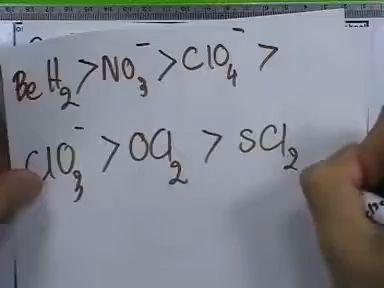 BeH₂ > NO₃⁻ > ClO₄⁻ >
ClO₃⁻ > OCl₂ > SCl₂